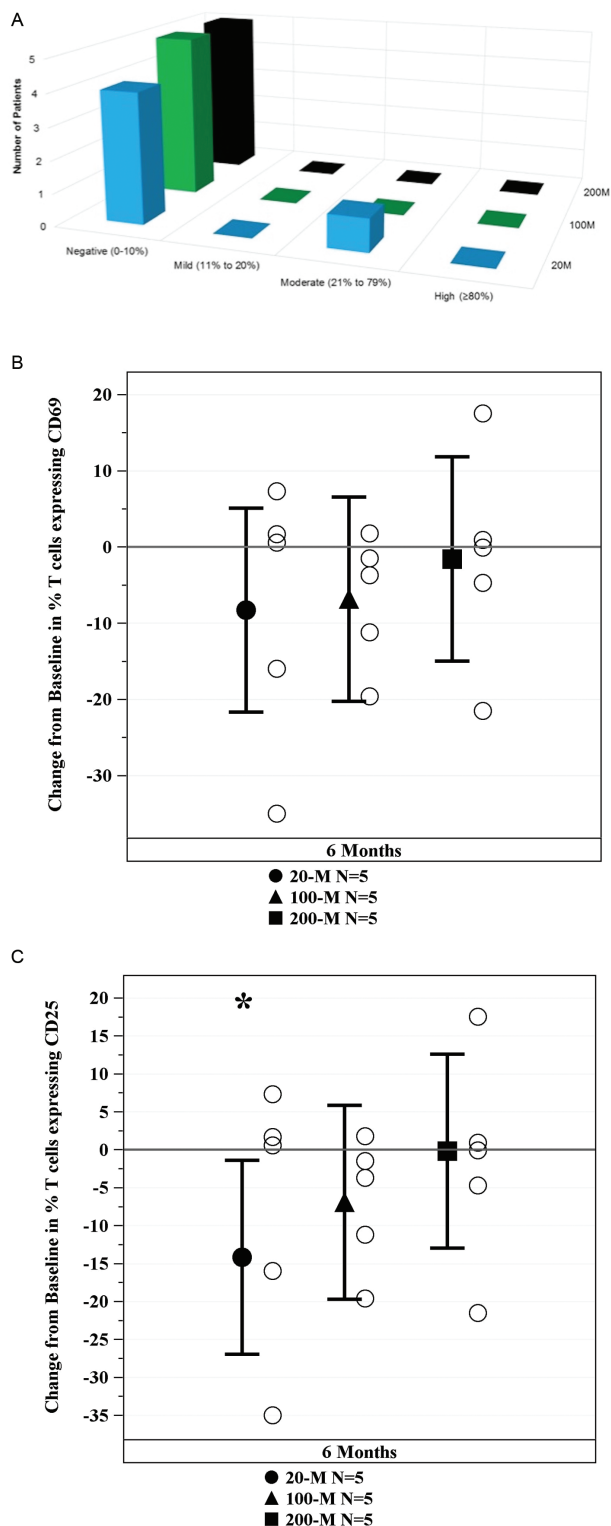 A
Number of Patients
5
4
3
2
1
0
Negative (0-10%)
Mild (11% to 20%)
Moderate (21% to 79%)
High (≥80%)
200M
100M
20M
B
Change from Baseline in % T cells expressing CD69
20
10
0
-10
-20
-30
6 Months
20-M N=5
100-M N=5
200-M N=5
C
Change from Baseline in % T cells expressing CD25
20
15
10
5
0
-5
-10
-15
-20
-25
-30
-35
*
6 Months
20-M N=5
100-M N=5
200-M N=5